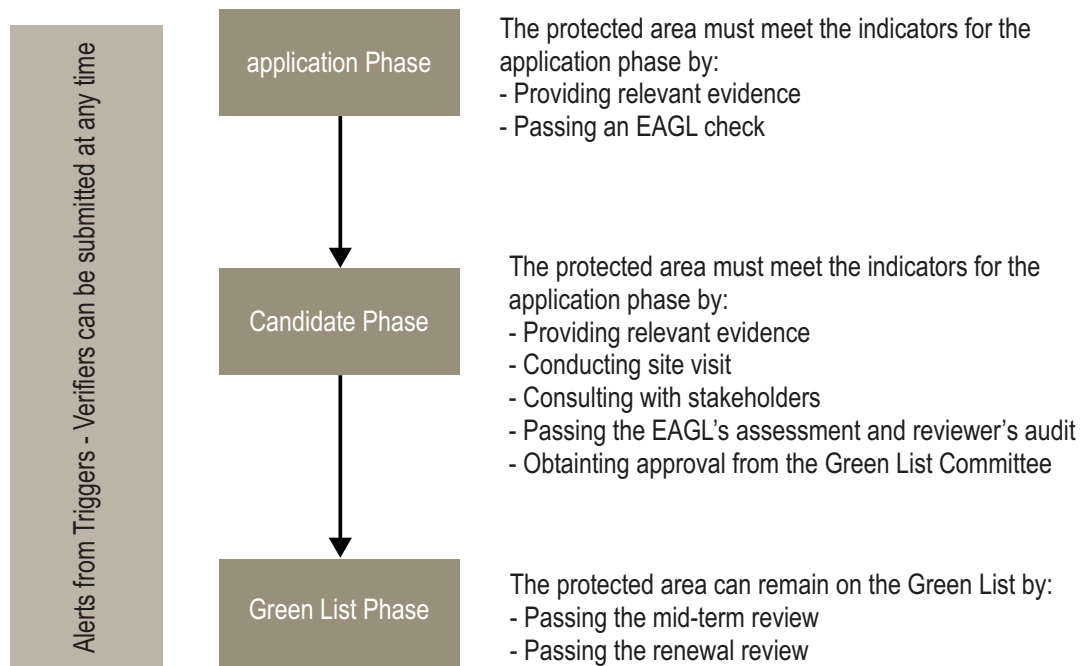 Alerts from Triggers - Verifiers can be submitted at any time
application Phase
The protected area must meet the indicators for the
application phase by:
- Providing relevant evidence
- Passing an EAGL check
Candidate Phase
The protected area must meet the indicators for the
application phase by:
- Providing relevant evidence
- Conducting site visit
- Consulting with stakeholders
- Passing the EAGL's assessment and reviewer's audit
- Obtainting approval from the Green List Committee
Green List Phase
The protected area can remain on the Green List by:
- Passing the mid-term review
- Passing the renewal review